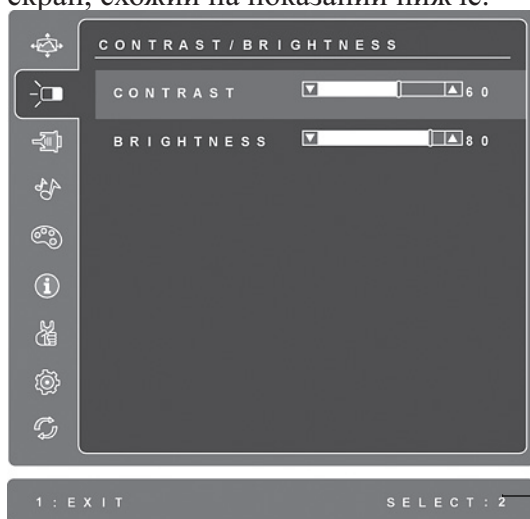 екран, схожий на показаний нижче.
CONTRAST/BRIGHTNESS
CONTRAST 60
BRIGHTNESS 80
1:EXIT SELECT:2